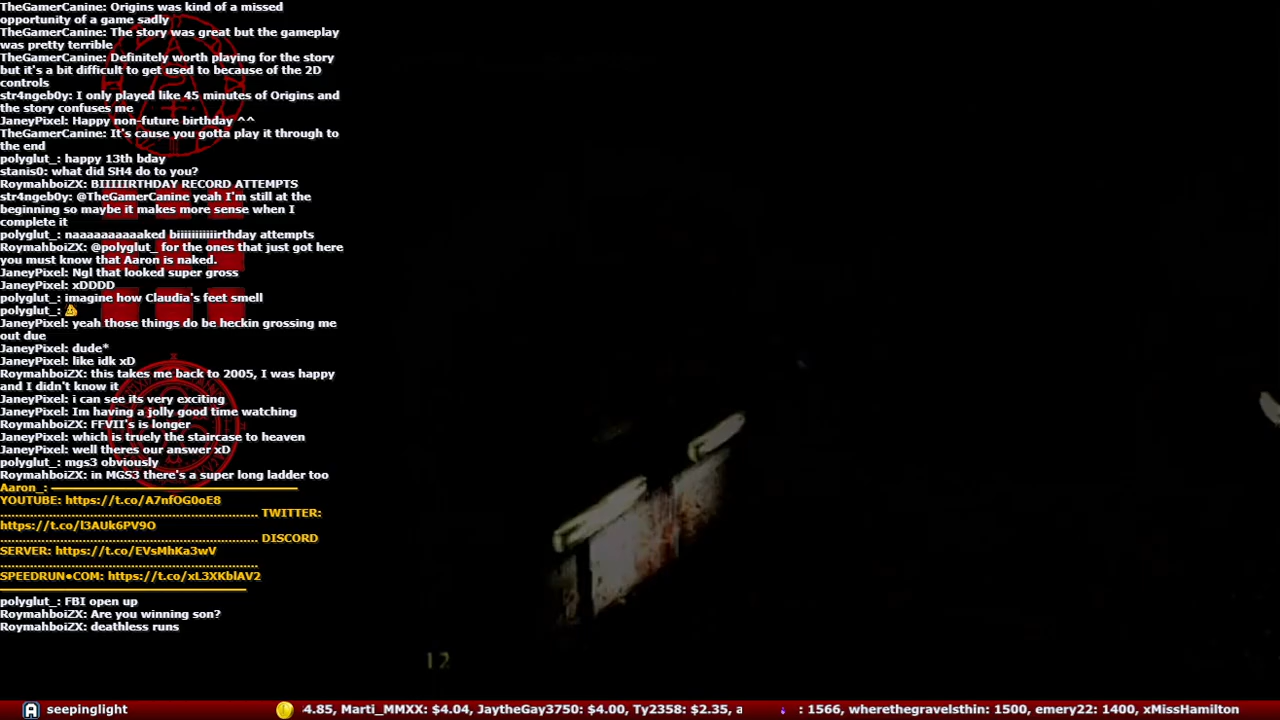 TheGamerCanine: Origins was kind of a missed
opportunity of a game sadly
TheGamerCanine: The story was great but the gameplay
was pretty terrible
TheGamerCanine: Definitely worth playing for the story
but it's a bit difficult to get used to because of the 2D
controls
str4ngeb0y: I only played like 45 minutes of Origins and
the story confuses me
JaneyPixel: Happy non-future birthday ^^
TheGamerCanine: It's cause you gotta play it through to
the end
polyglut_: happy 13th bday
stanis0: what did SH4 do to you?
RoymahboiZX: BIIIIIRTHDAY RECORD ATTEMPTS
str4ngeb0y: @TheGamerCanine yeah I'm still at the
beginning so maybe it makes more sense when I
complete it
polyglut_: naaaaaaaaaked biiiiiiiiiiirthday attempts
RoymahboiZX: @polyglut_ for the ones that just got here
you must know that Aaron is naked.
JaneyPixel: Ngl that looked super gross
JaneyPixel: xDDDD
polyglut_: imagine how Claudia's feet smell
polyglut_:
JaneyPixel: yeah those things do be heckin grossing me
out due
JaneyPixel: dude*
JaneyPixel: like idk xD
RoymahboiZX: this takes me back to 2005, I was happy
and I didn't know it
JaneyPixel: i can see its very exciting
JaneyPixel: Im having a jolly good time watching
RoymahboiZX: FFVII's is longer
JaneyPixel: which is truely the staircase to heaven
JaneyPixel: well theres our answer xD
polyglut_: mgs3 obviously
RoymahboiZX: in MGS3 there's a super long ladder too
Aaron_:
YOUTUBE: https://t.co/A7nfOG0oE8
............................................................ TWITTER:
https://t.co/l3AUk6PV9O
............................................................ DISCORD
SERVER: https://t.co/EVsMhKa3wV
............................................................
SPEEDRUN●COM: https://t.co/xL3XKblAV2
polyglut_: FBI open up
RoymahboiZX: Are you winning son?
RoymahboiZX: deathless runs
12
seepinglight 4.85, Marti_MMXX: $4.04, JaytheGay3750: $4.00, Ty2358: $2.35, a : 1566, wherethegravelsthin: 1500, emery22: 1400, xMissHamilton